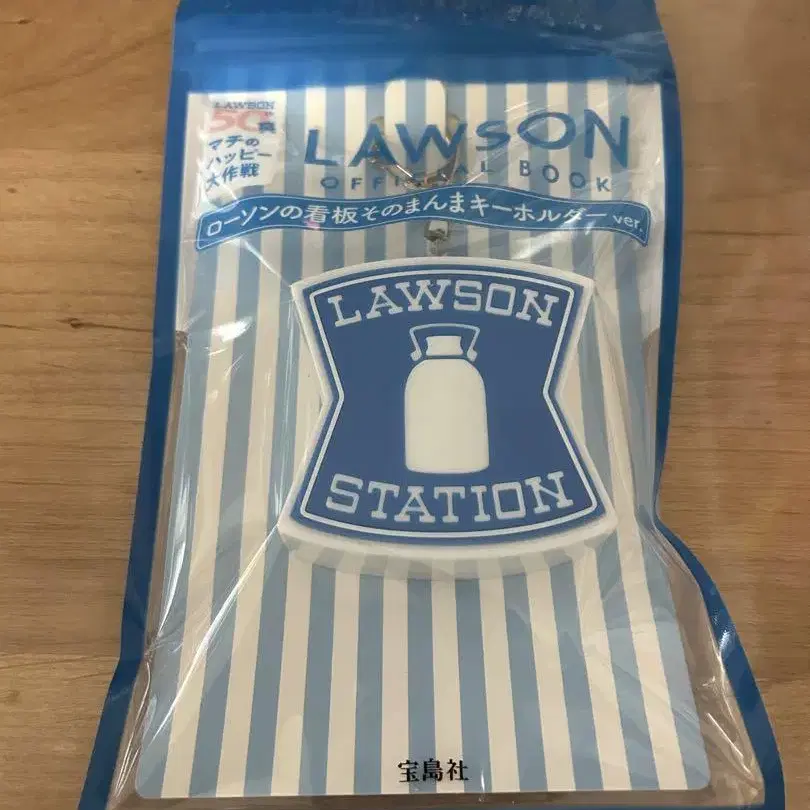 LAWSON
50th
マチの
ハッピー
大作戦
LAWSON
OFFICIAL BOOK
ローソンの看板そのまんまキーホルダー ver.
LAWSON
STATION
宝島社